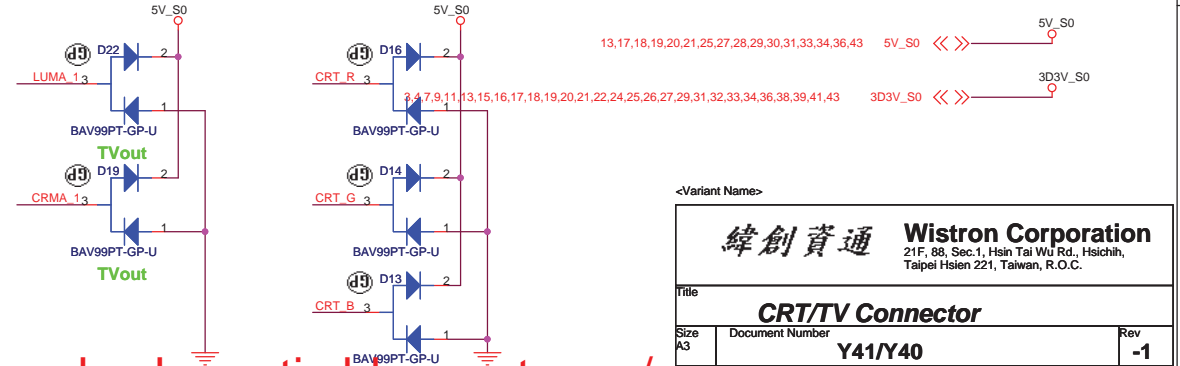 5V_S0
5V_S0
5V_S0
D22
2
LUMA_1
3
1
BAV99PT-GP-U
TVout
D19
2
CRMA_1
3
1
BAV99PT-GP-U
TVout
D16
2
CRT_R
3
1
BAV99PT-GP-U
D14
2
CRT_G
3
1
BAV99PT-GP-U
D13
2
CRT_B
3
1
BAV99PT-GP-U
13,17,18,19,20,21,25,27,28,29,30,31,33,34,36,43 5V_S0
3D3V_S0
3,4,7,9,11,13,15,16,17,18,19,20,21,22,24,25,26,27,29,31,32,33,34,36,38,39,41,43 3D3V_S0
<Variant Name>
緯創資通
Wistron Corporation
21F, 88, Sec.1, Hsin Tai Wu Rd., Hsichih,
Taipei Hsien 221, Taiwan, R.O.C.
Title
CRT/TV Connector
Size
A3
Document Number
Y41/Y40
Rev
-1